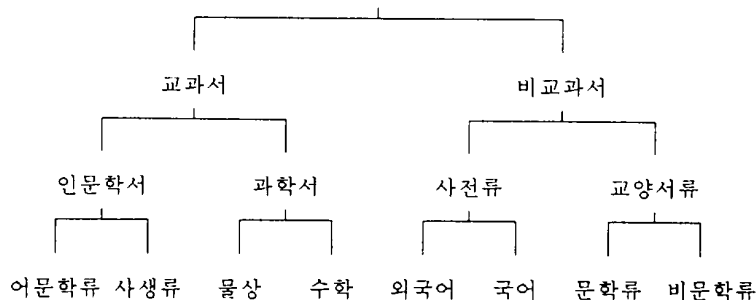 교과서 비교과서
인문학서 과학서 사전류 교양서류
어문학류 사생류 물상 수학 외국어 국어 문학류 비문학류